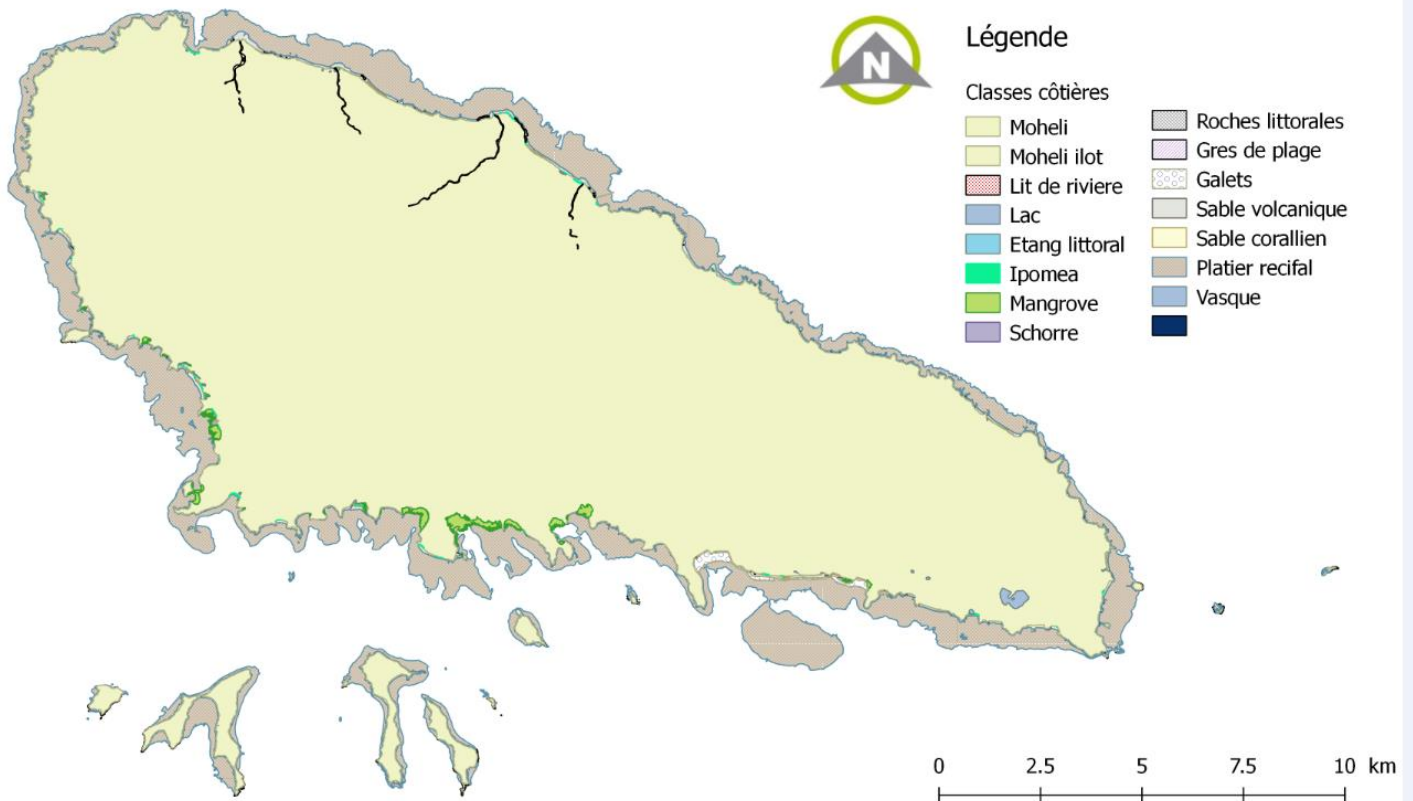 N
Légende
Classes côtières
Moheli
Moheli ilot
Lit de riviere
Lac
Etang littoral
Ipomea
Mangrove
Schorre
Roches littorales
Gres de plage
Galets
Sable volcanique
Sable corallien
Platier recifal
Vasque
0 2.5 5 7.5 10 km